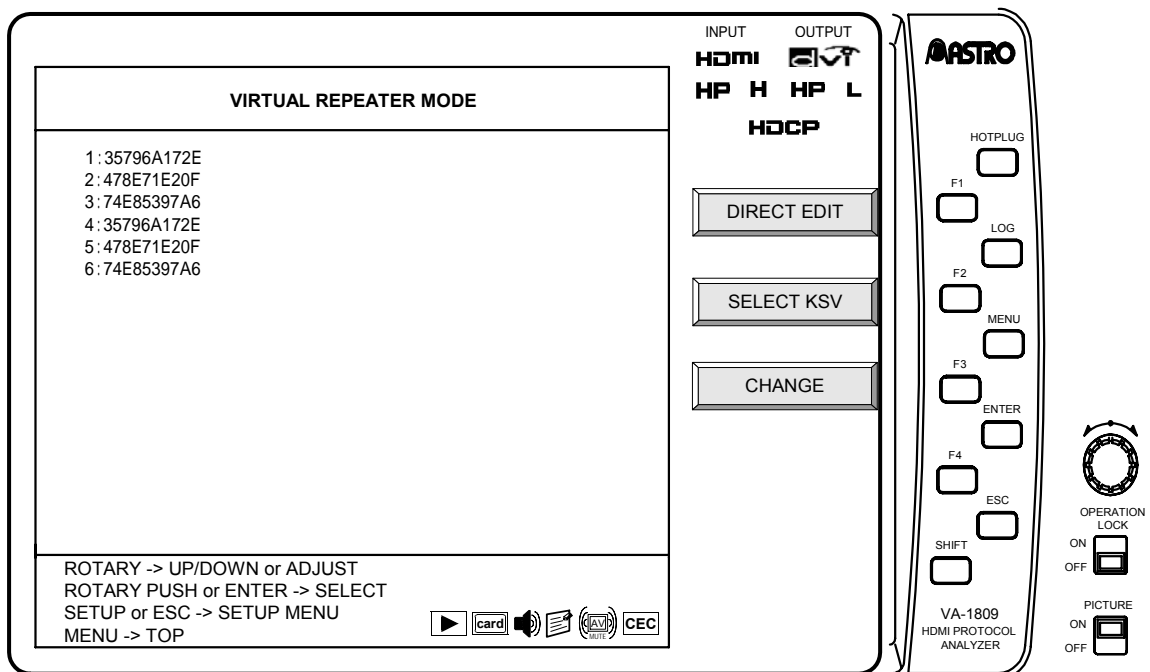 INPUT OUTPUT
HDMI DVI
HP H HP L
HDCP
VIRTUAL REPEATER MODE
1:35796A172E
2:478E71E20F
3:74E85397A6
4:35796A172E
5:478E71E20F
6:74E85397A6
DIRECT EDIT
SELECT KSV
CHANGE
ROTARY -> UP/DOWN or ADJUST
ROTARY PUSH or ENTER -> SELECT
SETUP or ESC -> SETUP MENU
MENU -> TOP
card
AV
MUTE
CEC
ASTRO
HOTPLUG
F1
LOG
F2
MENU
F3
ENTER
F4
ESC
SHIFT
VA-1809
HDMI PROTOCOL
ANALYZER
OPERATION
LOCK
ON
OFF
PICTURE
ON
OFF